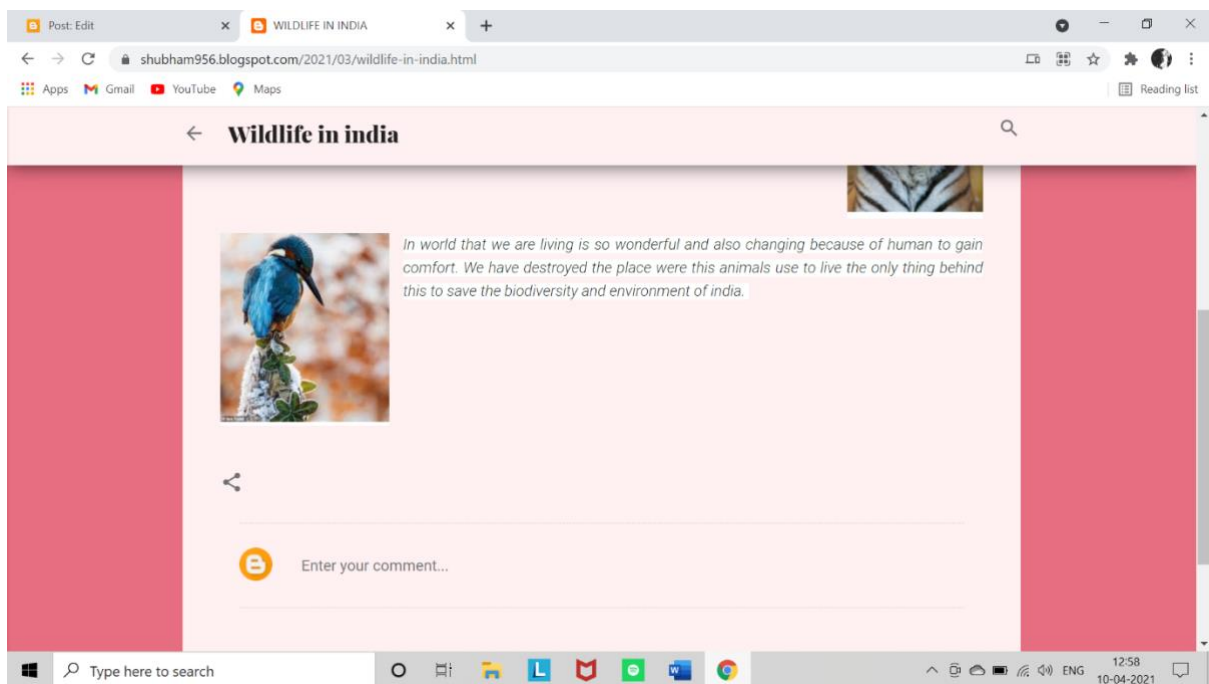 Post: Edit
WILDLIFE IN INDIA
shubham956.blogspot.com/2021/03/wildlife-in-india.html
Apps Gmail YouTube Maps Reading list
Wildlife in india
In world that we are living is so wonderful and also changing because of human to gain
comfort. We have destroyed the place were this animals use to live the only thing behind
this to save the biodiversity and environment of india.
Enter your comment...
Type here to search
L
W
ENG
12:58
10-04-2021